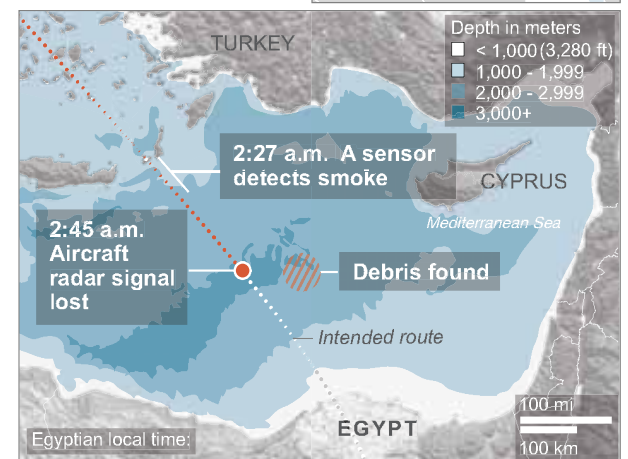 Depth in meters
< 1,000 (3,280 ft)
1,000 - 1,999
2,000 - 2,999
3,000+
TURKEY
2:27 a.m. A sensor
detects smoke
CYPRUS
Mediterranean Sea
2:45 a.m.
Aircraft
radar signal
lost
Debris found
Intended route
EGYPT
100 mi
100 km
Egyptian local time: